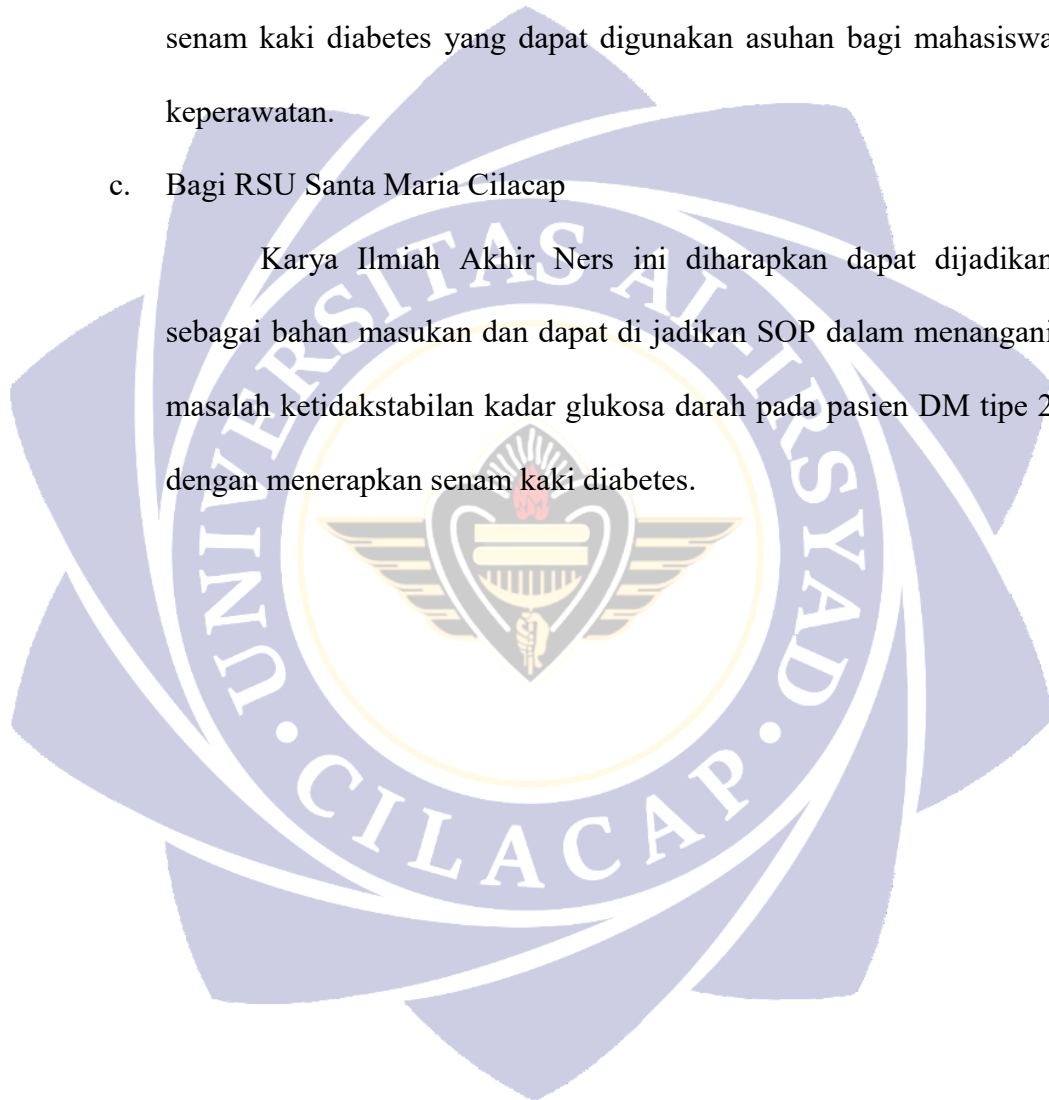 senam kaki diabetes yang dapat digunakan asuhan bagi mahasiswa
keperawatan.
c. Bagi RSU Santa Maria Cilacap
Karya Ilmiah Akhir Ners ini diharapkan dapat dijadikan
sebagai bahan masukan dan dapat di jadikan SOP dalam menangani
masalah ketidakstabilan kadar glukosa darah pada pasien DM tipe 2
dengan menerapkan senam kaki diabetes.
UNIVERSITAS AL-IRSYAD
CILACAP